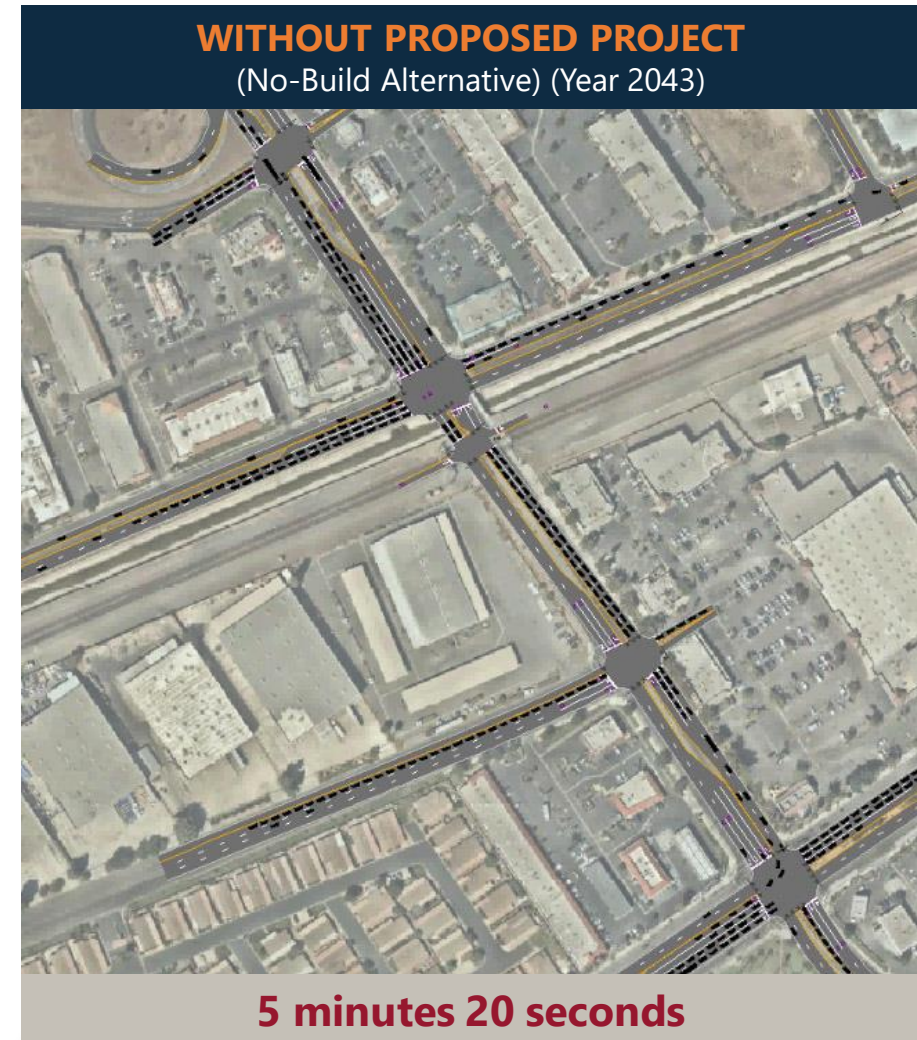 WITHOUT PROPOSED PROJECT
(No-Build Alternative) (Year 2043)
5 minutes 20 seconds